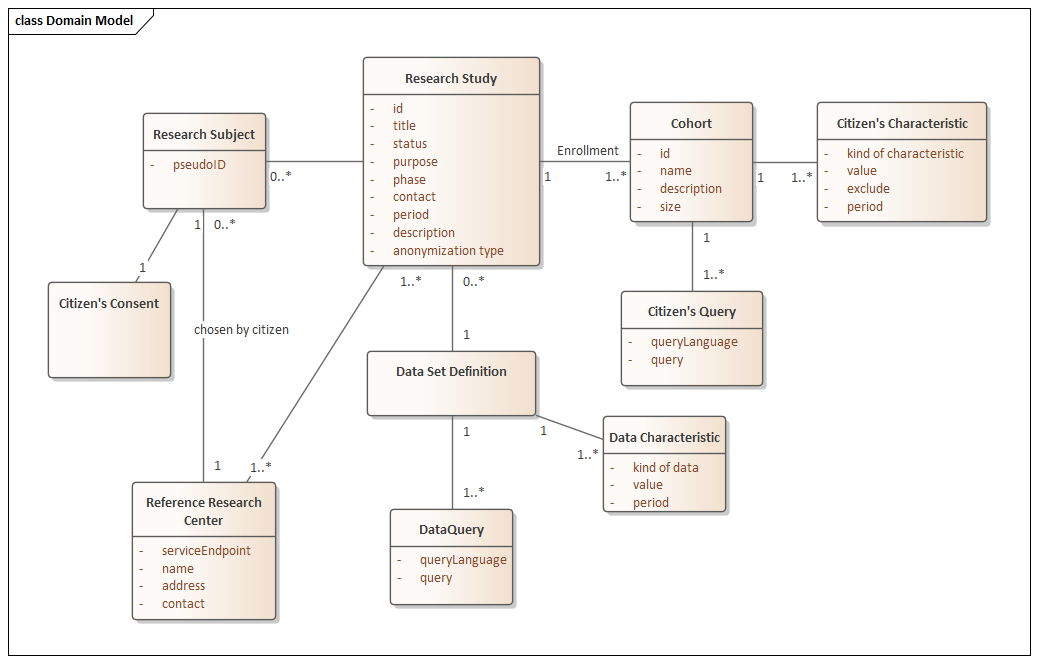 class Domain Model
Research Study
- id
- title
- status
- purpose
- phase
- contact
- period
- description
- anonymization type
Research Subject
- pseudoID
0..*
Enrollment
1
1..*
Cohort
- id
- name
- description
- size
1
1..*
Citizen's Characteristic
- kind of characteristic
- value
- exclude
- period
1
0..*
1
Citizen's Consent
chosen by citizen
1
1..*
1..*
0..*
1
1
1..*
Citizen's Query
- queryLanguage
- query
Data Set Definition
1
1
1..*
1..*
Data Characteristic
- kind of data
- value
- period
Reference Research
Center
- serviceEndpoint
- name
- address
- contact
DataQuery
- queryLanguage
- query